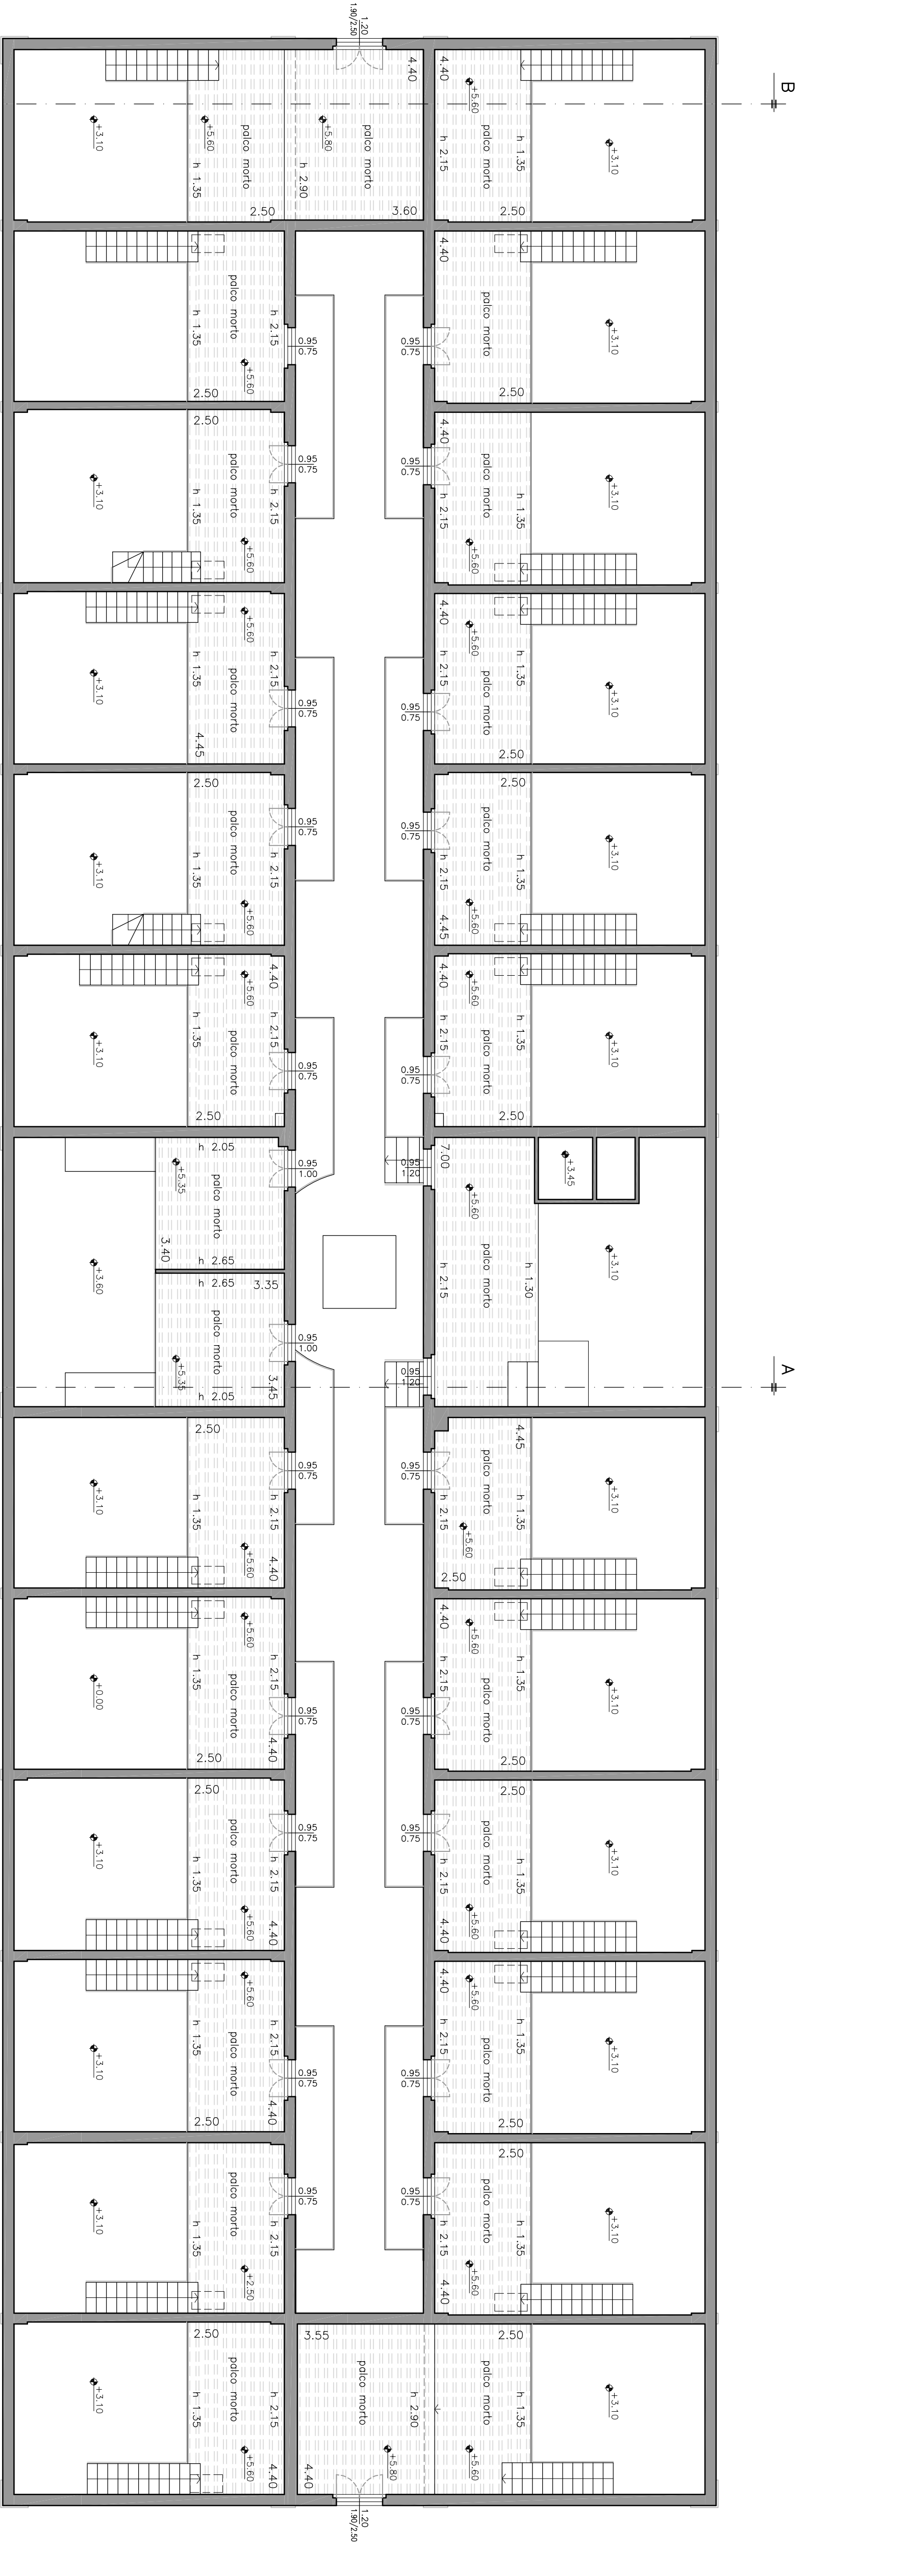 1.20
1.90/2.50
B
4.40
4.40
+5.60
+3.10
+5.60
+5.80
+3.10
palco morto
palco morto
palco morto
h 1.35
h 2.90
h 2.15
h 1.35
2.50
3.60
2.50
4.40
palco morto
palco morto
+3.10
h 1.35
h 2.15
0.95
0.75
0.95
0.75
+5.60
2.50
2.50
2.50
4.40
palco morto
palco morto
0.95
0.75
0.95
0.75
+3.10
+3.10
h 1.35
h 2.15
h 2.15
h 1.35
+5.60
+5.60
4.40
+5.60
+5.60
h 1.35
h 2.15
h 2.15
h 1.35
+3.10
+3.10
palco morto
palco morto
0.95
0.75
0.95
0.75
4.45
2.50
2.50
2.50
palco morto
palco morto
0.95
0.75
0.95
0.75
+3.10
+3.10
h 1.35
h 2.15
h 2.15
h 1.35
+5.60
+5.60
4.45
4.40
4.40
+5.60
+5.60
h 1.35
h 2.15
h 2.15
h 1.35
+3.10
+3.10
palco morto
palco morto
0.95
0.75
0.95
0.75
2.50
2.50
h 2.05
7.00
+3.45
+5.35
0.95
1.00
0.95
1.20
+5.60
palco morto
palco morto
3.40
h 2.65
+3.60
h 2.15
h 1.30
+3.10
h 2.65
3.35
palco morto
0.95
1.00
+5.35
3.45
h 2.05
0.95
1.20
A
2.50
4.45
palco morto
palco morto
0.95
0.75
0.95
0.75
+3.10
+3.10
h 1.35
h 2.15
h 2.15
h 1.35
+5.60
+5.60
4.40
2.50
+5.60
4.40
+5.60
h 1.35
h 2.15
h 2.15
h 1.35
+0.00
+3.10
palco morto
palco morto
0.95
0.75
0.95
0.75
4.40
2.50
2.50
2.50
2.50
palco morto
palco morto
0.95
0.75
0.95
0.75
+3.10
+3.10
h 1.35
h 2.15
h 2.15
h 1.35
+5.60
+5.60
4.40
4.40
+5.60
4.40
+5.60
h 1.35
h 2.15
h 2.15
h 1.35
+3.10
+3.10
palco morto
palco morto
0.95
0.75
0.95
0.75
4.40
2.50
2.50
2.50
palco morto
palco morto
0.95
0.75
0.95
0.75
+3.10
+3.10
h 1.35
h 2.15
h 2.15
h 1.35
+2.50
+5.60
4.40
2.50
3.55
2.50
palco morto
palco morto
palco morto
+3.10
+3.10
h 1.35
h 2.15
h 2.90
h 1.35
+5.60
+5.80
+5.60
4.40
4.40
1.20
1.90/2.50